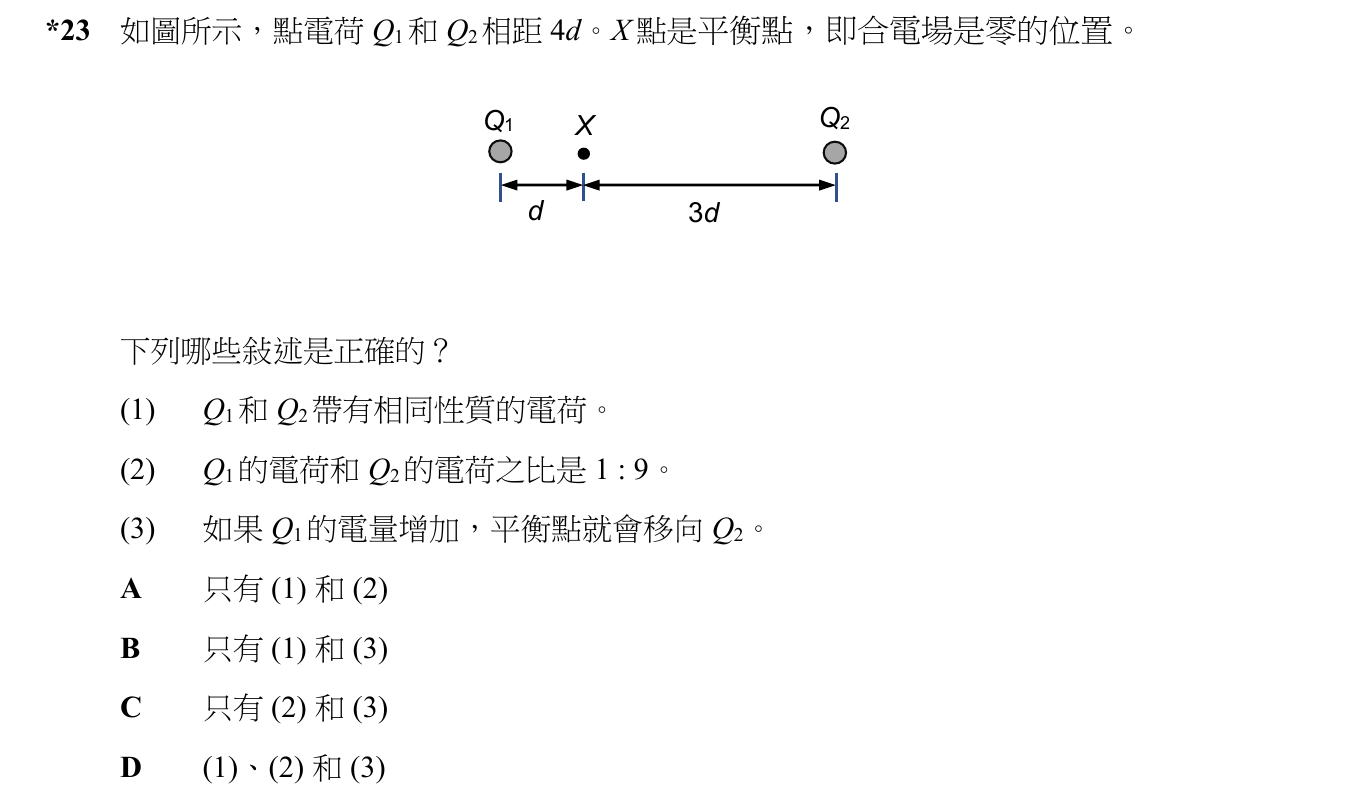 *23 如圖所示，點電荷 Q1 和 Q2 相距 4d。X 點是平衡點，即合電場是零的位置。
Q1 X Q2
d 3d
下列哪些敍述是正確的？
(1) Q1 和 Q2 帶有相同性質的電荷。
(2) Q1 的電荷和 Q2 的電荷之比是 1 : 9。
(3) 如果 Q1 的電量增加，平衡點就會移向 Q2。
A 只有 (1) 和 (2)
B 只有 (1) 和 (3)
C 只有 (2) 和 (3)
D (1)、(2) 和 (3)